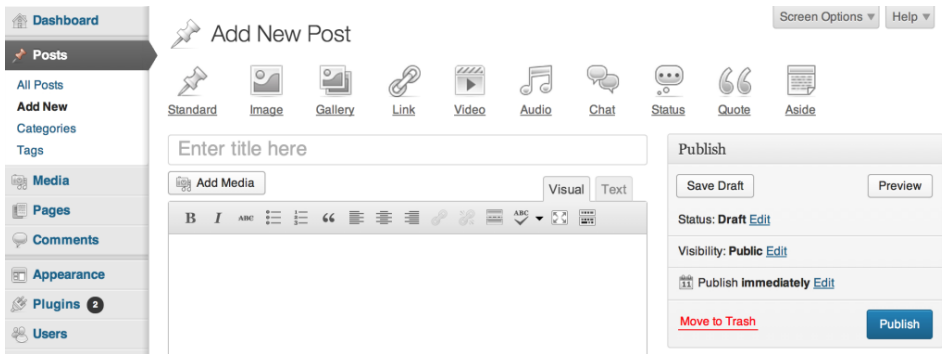 Dashboard
Posts
All Posts
Add New
Categories
Tags
Media
Pages
Comments
Appearance
Plugins 2
Users
Screen Options Help
Add New Post
Standard Image Gallery Link Video Audio Chat Status Quote Aside
Enter title here
Add Media
Visual Text
B I ABC ABC
Publish
Save Draft Preview
Status: Draft Edit
Visibility: Public Edit
11 Publish immediately Edit
Move to Trash Publish